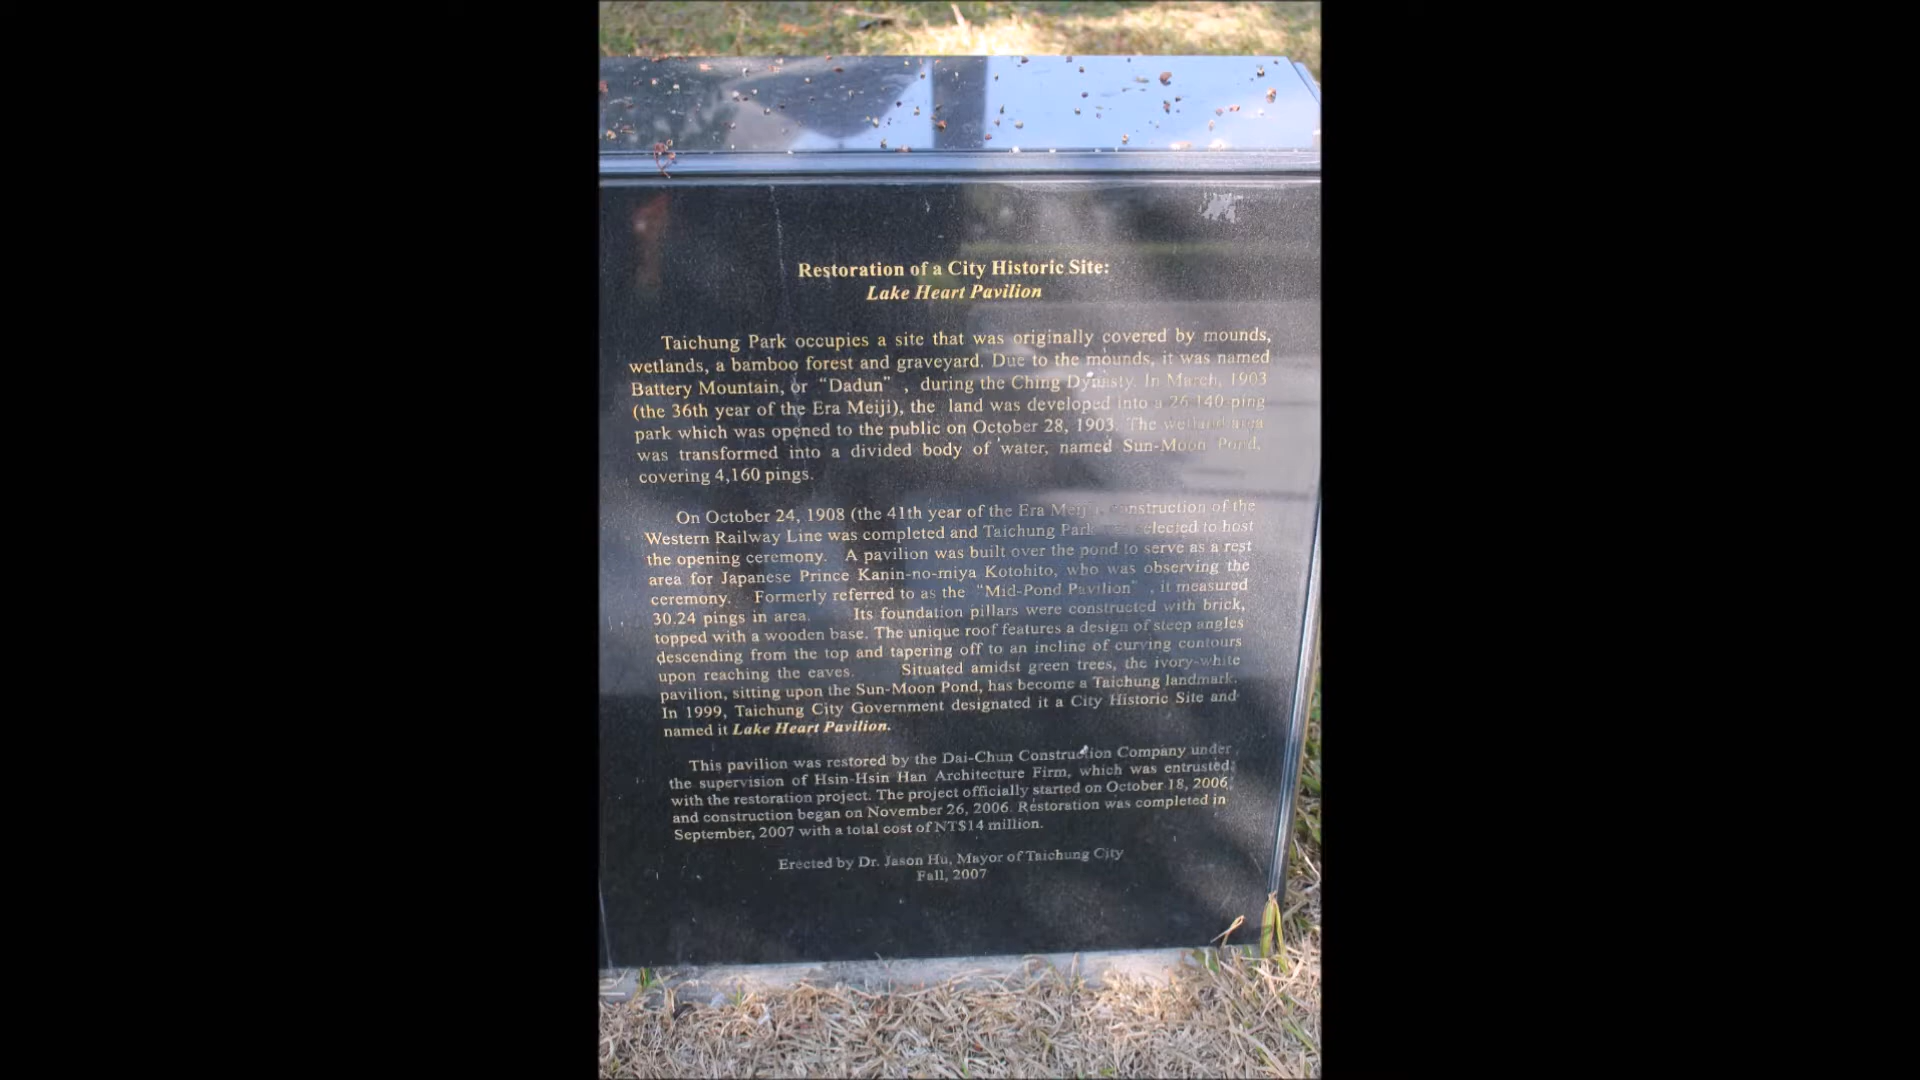 Restoration of a City Historic Site:
Lake Heart Pavilion
Taichung Park occupies a site that was originally covered by mounds,
wetlands, a bamboo forest and graveyard. Due to the mounds, it was named
Battery Mountain, or “Dadun” , during the Ching Dynasty. In March, 1903
(the 36th year of the Era Meiji), the land was developed into a 26,140-ping
park which was opened to the public on October 28, 1903. The wetland area
was transformed into a divided body of water, named Sun-Moon Pond,
covering 4,160 pings.
On October 24, 1908 (the 41th year of the Era Meiji), construction of the
Western Railway Line was completed and Taichung Park was selected to host
the opening ceremony. A pavilion was built over the pond to serve as a rest
area for Japanese Prince Kanin-no-miya Kotohito, who was observing the
ceremony. Formerly referred to as the “Mid-Pond Pavilion” , it measured
30.24 pings in area. Its foundation pillars were constructed with brick,
topped with a wooden base. The unique roof features a design of steep angles
descending from the top and tapering off to an incline of curving contours
upon reaching the eaves. Situated amidst green trees, the ivory-white
pavilion, sitting upon the Sun-Moon Pond, has become a Taichung landmark.
In 1999, Taichung City Government designated it a City Historic Site and
named it Lake Heart Pavilion.
This pavilion was restored by the Dai-Chun Construction Company under
the supervision of Hsin-Hsin Han Architecture Firm, which was entrusted
with the restoration project. The project officially started on October 18, 2006,
and construction began on November 26, 2006. Restoration was completed in
September, 2007 with a total cost of NT$14 million.
Erected by Dr. Jason Hu, Mayor of Taichung City
Fall, 2007